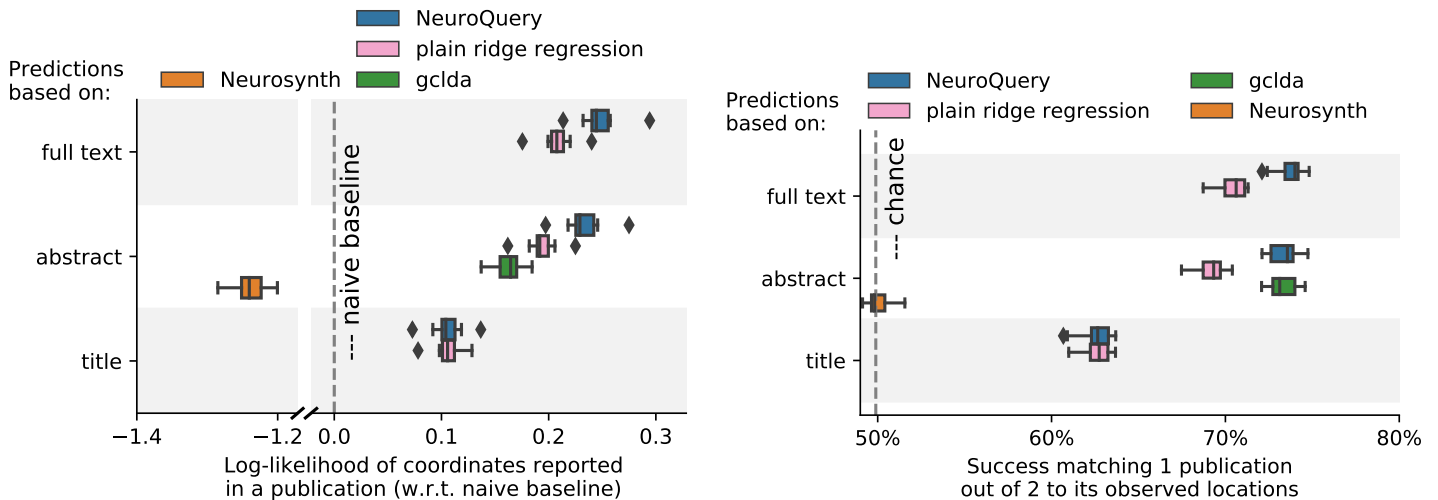 NeuroQuery
plain ridge regression
Neurosynth
gclda
Predictions
based on:
full text
abstract
title
--- naive baseline
−1.4
−1.2
0.0
0.1
0.2
0.3
Log-likelihood of coordinates reported
in a publication (w.r.t. naive baseline)
NeuroQuery
gclda
plain ridge regression
Neurosynth
Predictions
based on:
full text
abstract
title
--- chance
50%
60%
70%
80%
Success matching 1 publication
out of 2 to its observed locations